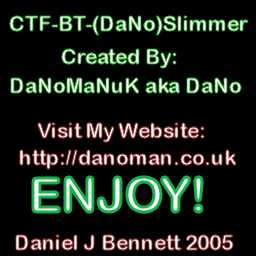 CTF-BT-(DaNo)Slimmer
Created By:
DaNoMaNuK aka DaNo
Visit My Website:
http://danoman.co.uk
ENJOY!
Daniel J Bennett 2005